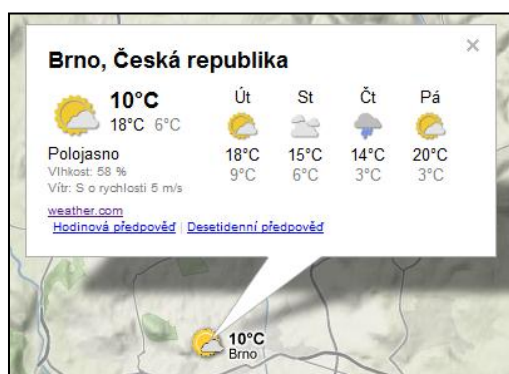 Brno, Česká republika
10°C
18°C 6°C
Polojasno
Vlhkost: 58 %
Vítr: S o rychlosti 5 m/s
Út St Čt Pá
18°C 15°C 14°C 20°C
9°C 6°C 3°C 3°C
weather.com
Hodinová předpověď | Desetidenní předpověď
10°C
Brno